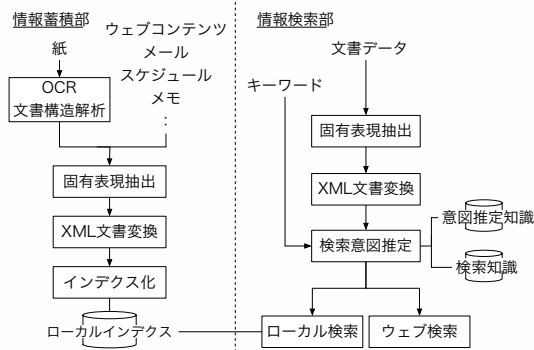 情報蓄積部
紙
ウェブコンテンツ
メール
スケジュール
メモ
:
OCR
文書構造解析
固有表現抽出
XML文書変換
インデクス化
ローカルインデクス
情報検索部
文書データ
キーワード
固有表現抽出
XML文書変換
検索意図推定
意図推定知識
検索知識
ローカル検索
ウェブ検索